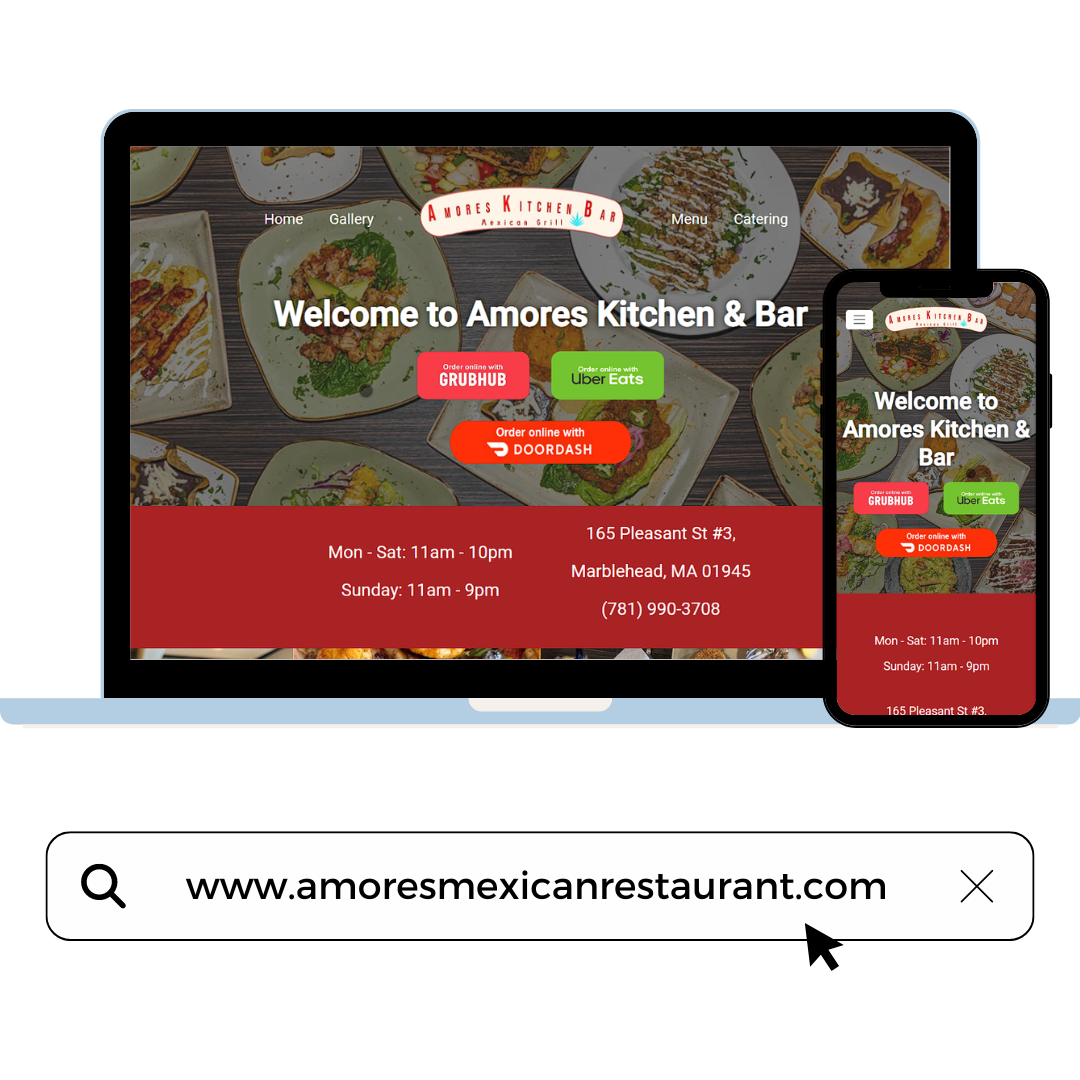 Home Gallery
AMORES KITCHEN BAR
Mexican Grill
Menu Catering
Welcome to Amores Kitchen & Bar
Order online with
GRUBHUB
Order online with
Uber Eats
Order online with
DOORDASH
Mon - Sat: 11am - 10pm
Sunday: 11am - 9pm
165 Pleasant St #3,
Marblehead, MA 01945
(781) 990-3708
AMORES KITCHEN BAR
Mexican Grill
Welcome to
Amores Kitchen &
Bar
Order online with
GRUBHUB
Order online with
Uber Eats
Order online with
DOORDASH
Mon - Sat: 11am - 10pm
Sunday: 11am - 9pm
165 Pleasant St #3,
www.amoresmexicanrestaurant.com